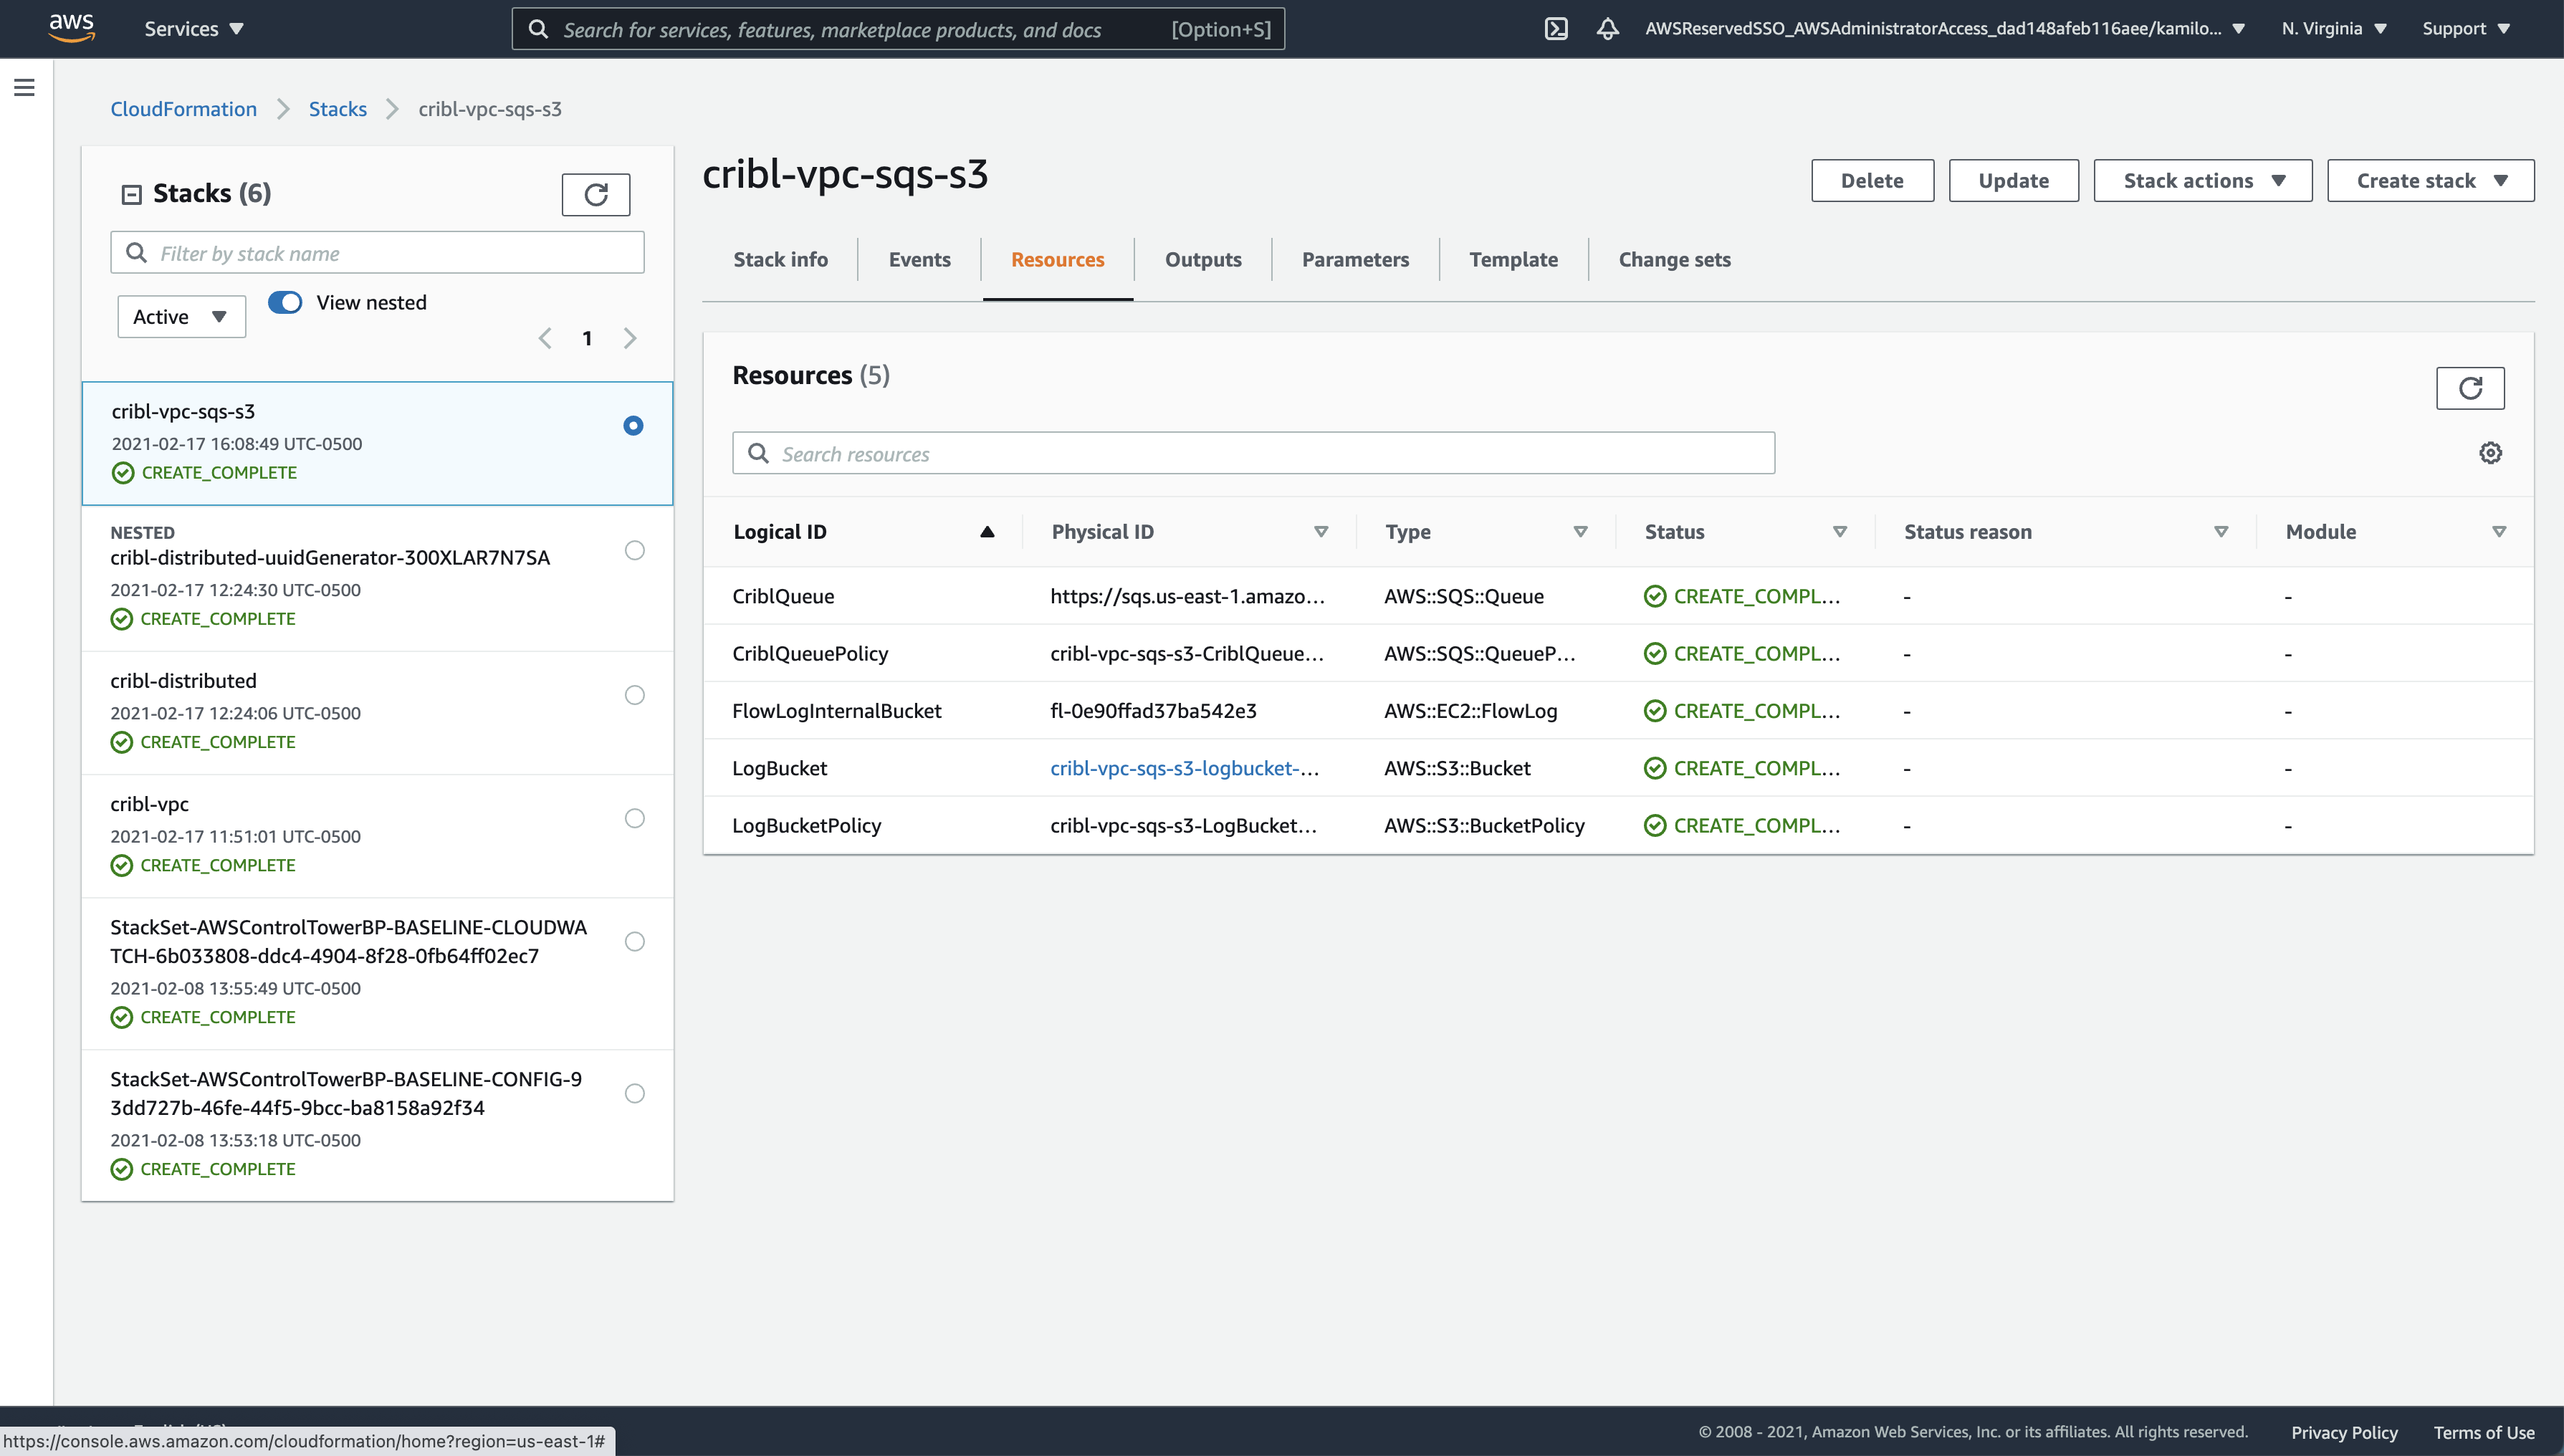 aws
Services
Search for services, features, marketplace products, and docs [Option+S]
AWSReservedSSO_AWSAdministratorAccess_dad148afeb116aee/kamilo...
N. Virginia
Support
CloudFormation
Stacks
cribl-vpc-sqs-s3
Stacks (6)
Filter by stack name
Active
View nested
1
cribl-vpc-sqs-s3
2021-02-17 16:08:49 UTC-0500
CREATE_COMPLETE
NESTED
cribl-distributed-uuidGenerator-300XLAR7N7SA
2021-02-17 12:24:30 UTC-0500
CREATE_COMPLETE
cribl-distributed
2021-02-17 12:24:06 UTC-0500
CREATE_COMPLETE
cribl-vpc
2021-02-17 11:51:01 UTC-0500
CREATE_COMPLETE
StackSet-AWSControlTowerBP-BASELINE-CLOUDWA
TCH-6b033808-ddc4-4904-8f28-0fb64ff02ec7
2021-02-08 13:55:49 UTC-0500
CREATE_COMPLETE
StackSet-AWSControlTowerBP-BASELINE-CONFIG-9
3dd727b-46fe-44f5-9bcc-ba8158a92f34
2021-02-08 13:53:18 UTC-0500
CREATE_COMPLETE
cribl-vpc-sqs-s3
Delete
Update
Stack actions
Create stack
Stack info
Events
Resources
Outputs
Parameters
Template
Change sets
Resources (5)
Search resources
Logical ID Physical ID Type Status Status reason Module
CriblQueue https://sqs.us-east-1.amazo... AWS::SQS::Queue CREATE_COMPL... - -
CriblQueuePolicy cribl-vpc-sqs-s3-CriblQueue... AWS::SQS::QueueP... CREATE_COMPL... - -
FlowLogInternalBucket fl-0e90ffad37ba542e3 AWS::EC2::FlowLog CREATE_COMPL... - -
LogBucket cribl-vpc-sqs-s3-logbucket-... AWS::S3::Bucket CREATE_COMPL... - -
LogBucketPolicy cribl-vpc-sqs-s3-LogBucket... AWS::S3::BucketPolicy CREATE_COMPL... - -
https://console.aws.amazon.com/cloudformation/home?region=us-east-1#
© 2008 - 2021, Amazon Web Services, Inc. or its affiliates. All rights reserved.
Privacy Policy
Terms of Use